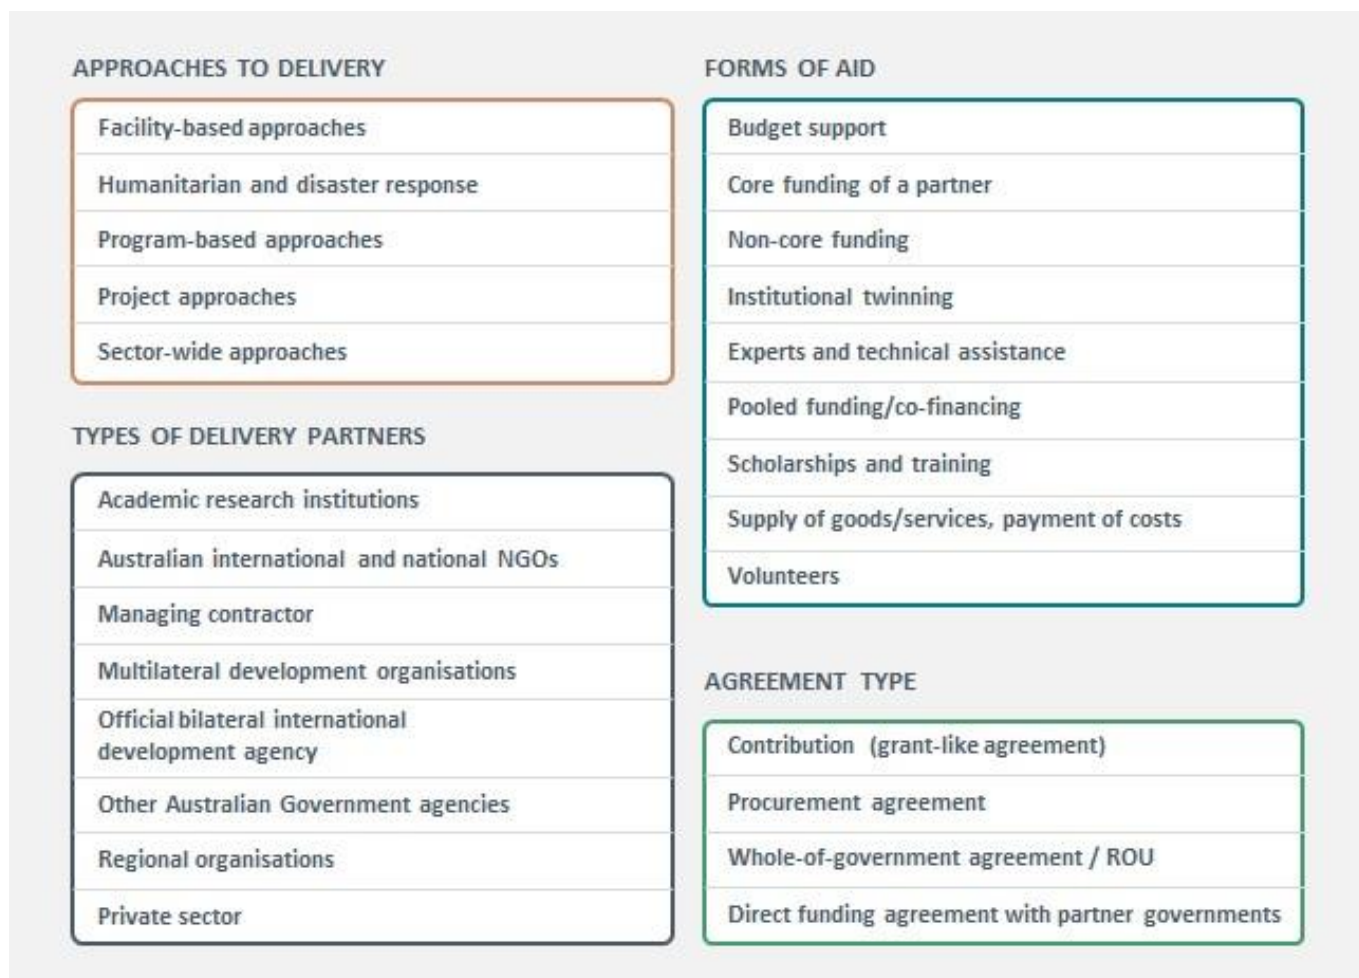 APPROACHES TO DELIVERY
Facility-based approaches
Humanitarian and disaster response
Program-based approaches
Project approaches
Sector-wide approaches
TYPES OF DELIVERY PARTNERS
Academic research institutions
Australian international and national NGOs
Managing contractor
Multilateral development organisations
Official bilateral international
development agency
Other Australian Government agencies
Regional organisations
Private sector
FORMS OF AID
Budget support
Core funding of a partner
Non-core funding
Institutional twinning
Experts and technical assistance
Pooled funding/co-financing
Scholarships and training
Supply of goods/services, payment of costs
Volunteers
AGREEMENT TYPE
Contribution (grant-like agreement)
Procurement agreement
Whole-of-government agreement / ROU
Direct funding agreement with partner governments